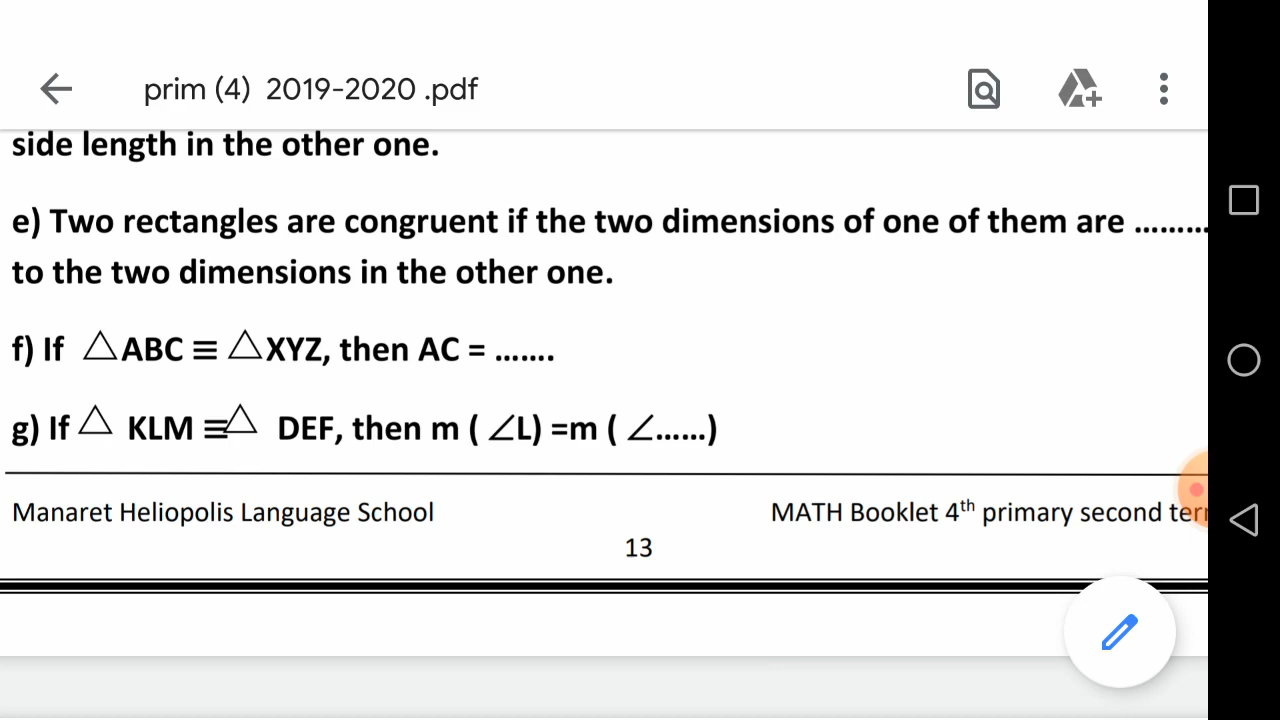 prim (4) 2019-2020 .pdf
side length in the other one.
e) Two rectangles are congruent if the two dimensions of one of them are .........
to the two dimensions in the other one.
f) If △ABC ≡ △XYZ, then AC = .......
g) If △ KLM ≡△ DEF, then m ( ∠L) =m ( ∠......)
Manaret Heliopolis Language School MATH Booklet 4th primary second
13